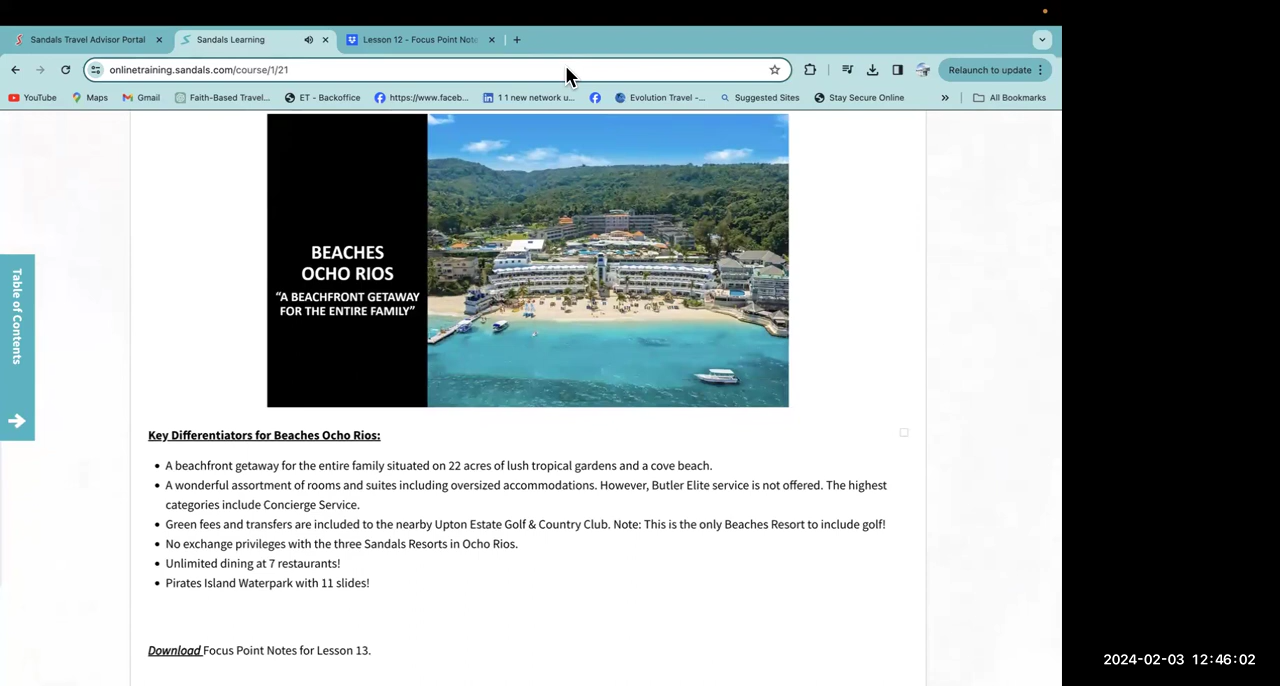 Sandals Travel Advisor Portal
Sandals Learning
Lesson 12 - Focus Point Note
onlinetraining.sandals.com/course/1/21
Relaunch to update
YouTube
Maps
Gmail
Faith-Based Travel...
ET - Backoffice
https://www.faceb...
1 1 new network u...
Evolution Travel -...
Suggested Sites
Stay Secure Online
All Bookmarks
Table of Contents
BEACHES
OCHO RIOS
“A BEACHFRONT GETAWAY
FOR THE ENTIRE FAMILY”
Key Differentiators for Beaches Ocho Rios:
• A beachfront getaway for the entire family situated on 22 acres of lush tropical gardens and a cove beach.
• A wonderful assortment of rooms and suites including oversized accommodations. However, Butler Elite service is not offered. The highest
categories include Concierge Service.
• Green fees and transfers are included to the nearby Upton Estate Golf & Country Club. Note: This is the only Beaches Resort to include golf!
• No exchange privileges with the three Sandals Resorts in Ocho Rios.
• Unlimited dining at 7 restaurants!
• Pirates Island Waterpark with 11 slides!
Download Focus Point Notes for Lesson 13.
2024-02-03 12:46:02